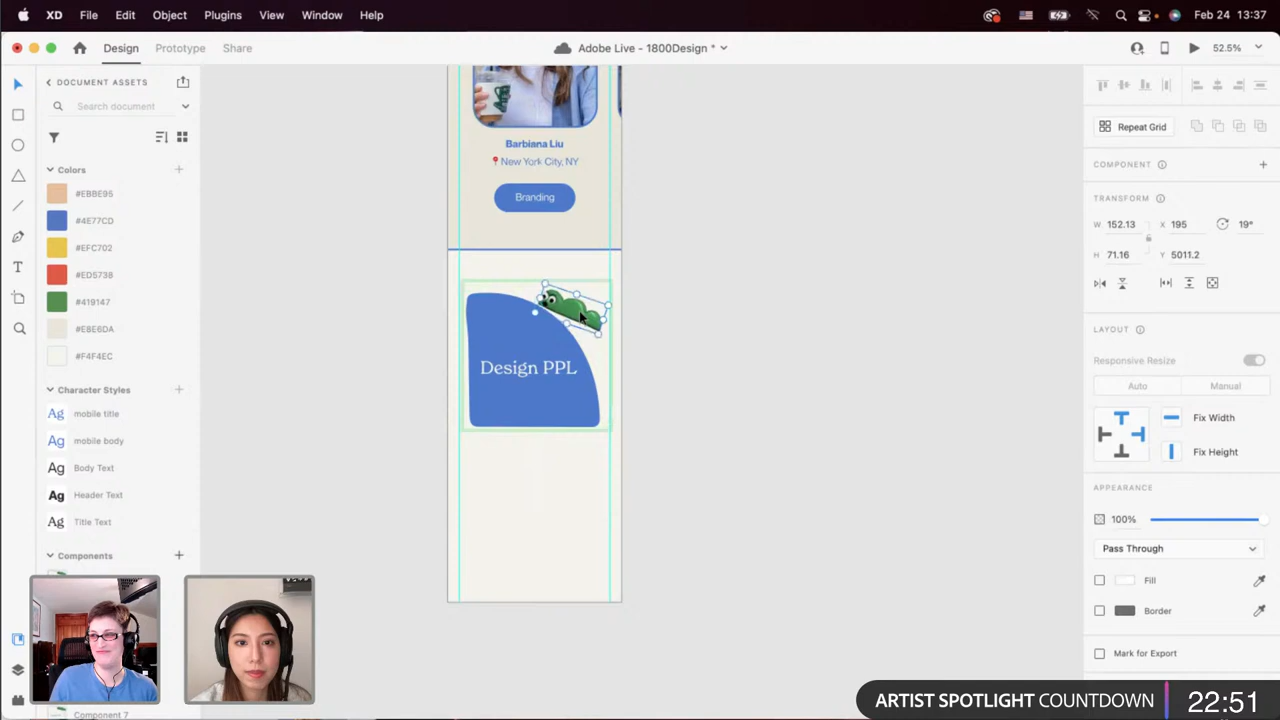 XD File Edit Object Plugins View Window Help
Feb 24 13:37
Design Prototype Share
Adobe Live - 1800Design *
52.5%
DOCUMENT ASSETS
Search document
Colors
#EBBE95
#4E77CD
#EFC702
#ED5738
#419147
#E8E6DA
#F4F4EC
Character Styles
Ag mobile title
Ag mobile body
Ag Body Text
Ag Header Text
Ag Title Text
Components
Component 7
Barbiana Liu
New York City, NY
Branding
Design PPL
Repeat Grid
COMPONENT
TRANSFORM
W 152.13 X 195 19°
H 71.16 Y 5011.2
LAYOUT
Responsive Resize
Auto Manual
Fix Width
Fix Height
APPEARANCE
100%
Pass Through
Fill
Border
Mark for Export
ARTIST SPOTLIGHT COUNTDOWN 22:51